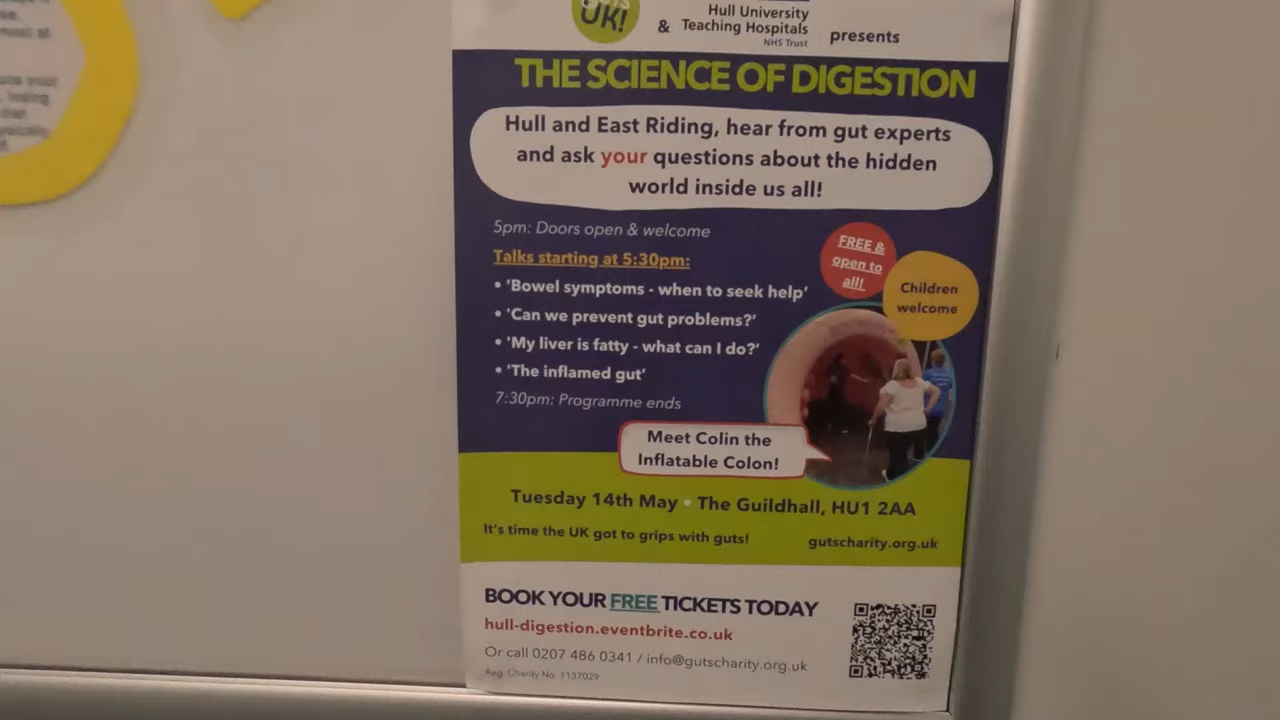 UK!
&
Hull University
Teaching Hospitals
NHS Trust
presents
THE SCIENCE OF DIGESTION
Hull and East Riding, hear from gut experts
and ask your questions about the hidden
world inside us all!
5pm: Doors open & welcome
Talks starting at 5:30pm:
• 'Bowel symptoms - when to seek help'
• 'Can we prevent gut problems?'
• 'My liver is fatty - what can I do?'
• 'The inflamed gut'
7:30pm: Programme ends
FREE &
open to
all!
Children
welcome
Meet Colin the
Inflatable Colon!
Tuesday 14th May • The Guildhall, HU1 2AA
It's time the UK got to grips with guts!
gutscharity.org.uk
BOOK YOUR FREE TICKETS TODAY
hull-digestion.eventbrite.co.uk
Or call 0207 486 0341 / info@gutscharity.org.uk
Reg. Charity No. 1137029